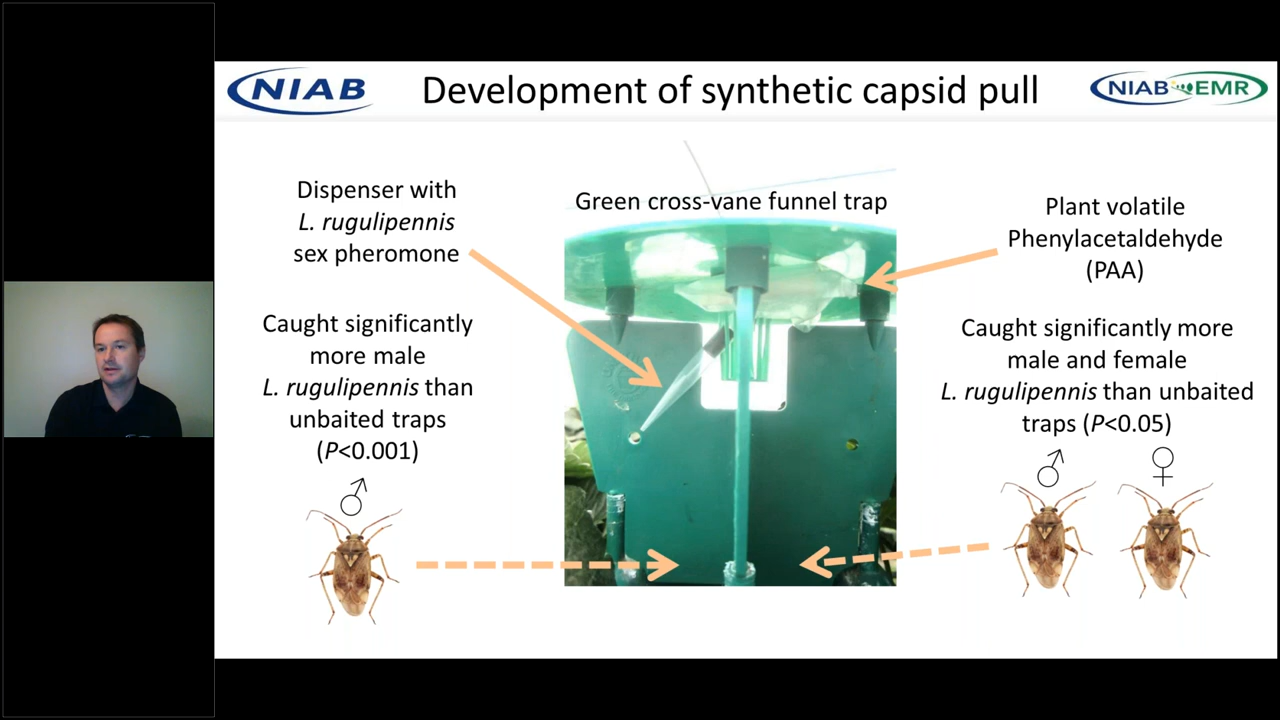 NIAB
Development of synthetic capsid pull
NIAB EMR
Dispenser with
L. rugulipennis
sex pheromone
Green cross-vane funnel trap
Plant volatile
Phenylacetaldehyde
(PAA)
Caught significantly
more male
L. rugulipennis than
unbaited traps
(P<0.001)
Caught significantly more
male and female
L. rugulipennis than unbaited
traps (P<0.05)
♂
♂
♀